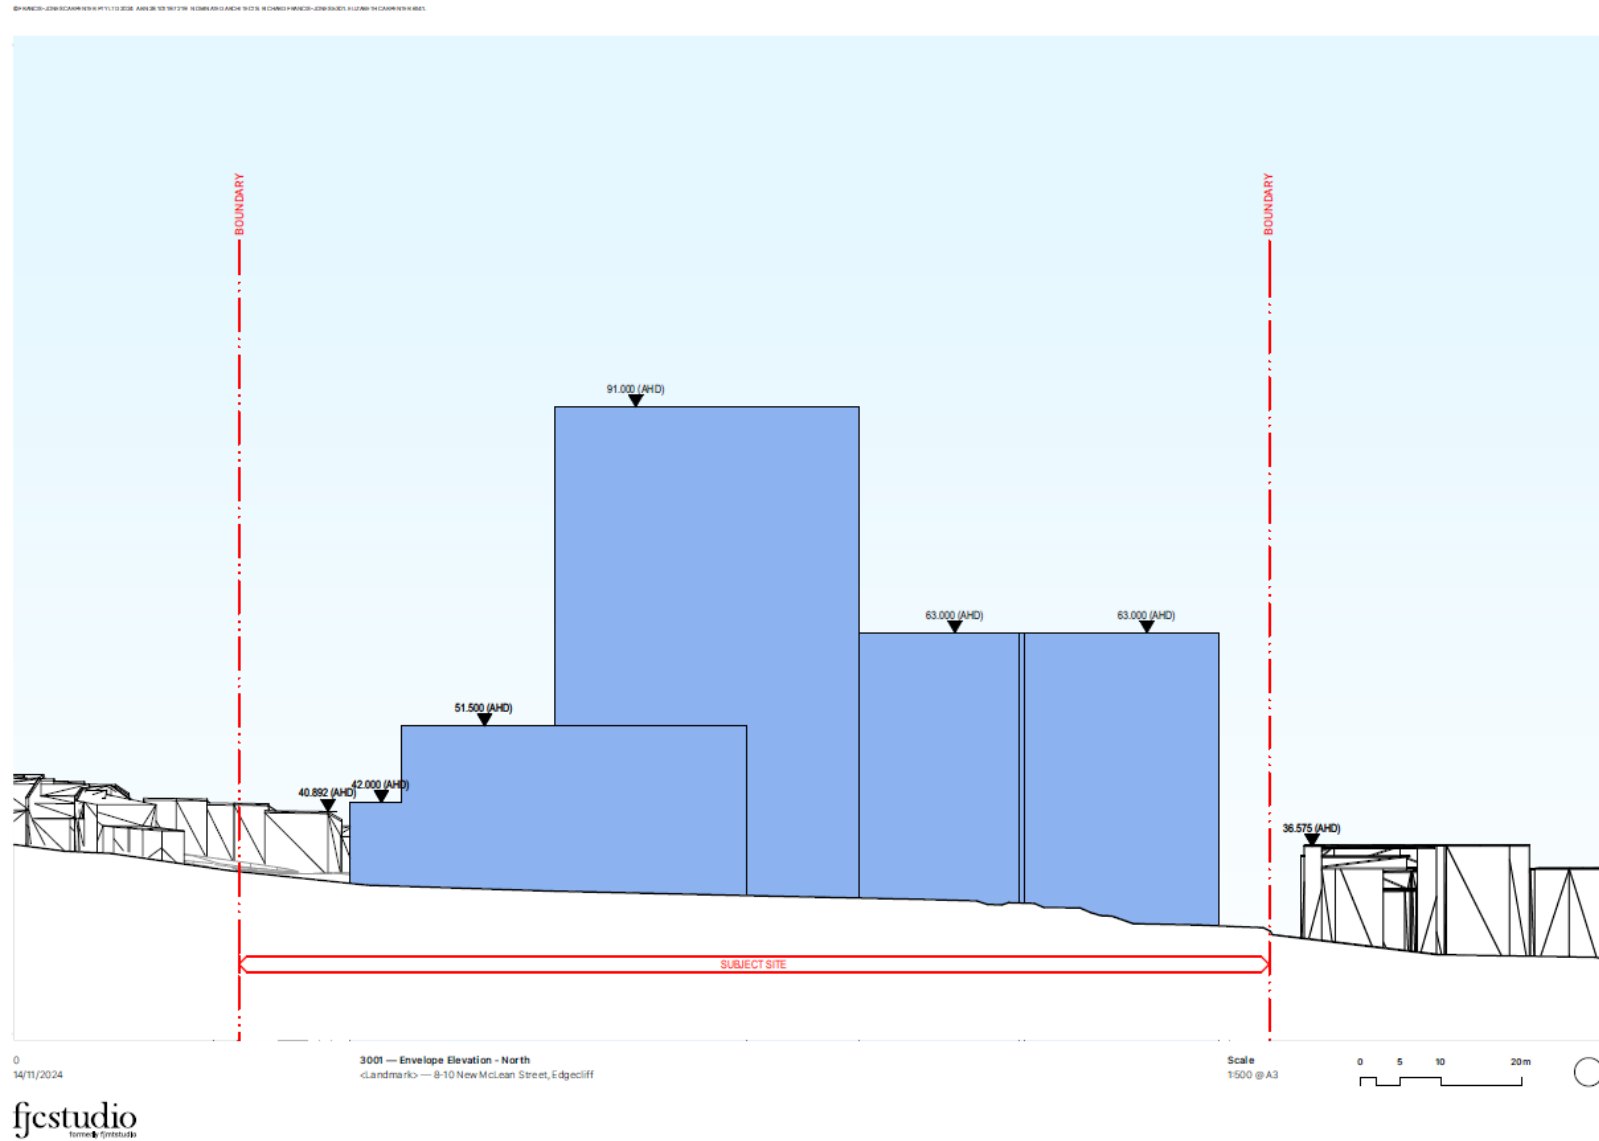 BOUNDARY
BOUNDARY
91.000 (AHD)
63.000 (AHD)
63.000 (AHD)
51.500 (AHD)
42.000 (AHD)
40.892 (AHD)
36.575 (AHD)
SUBJECT SITE
0
14/11/2024
3001 — Envelope Elevation - North
<Landmark> — 8-10 New McLean Street, Edgecliff
Scale
1:500 @ A3
0 5 10 20m
fjcstudio
formerly fjmtstudio